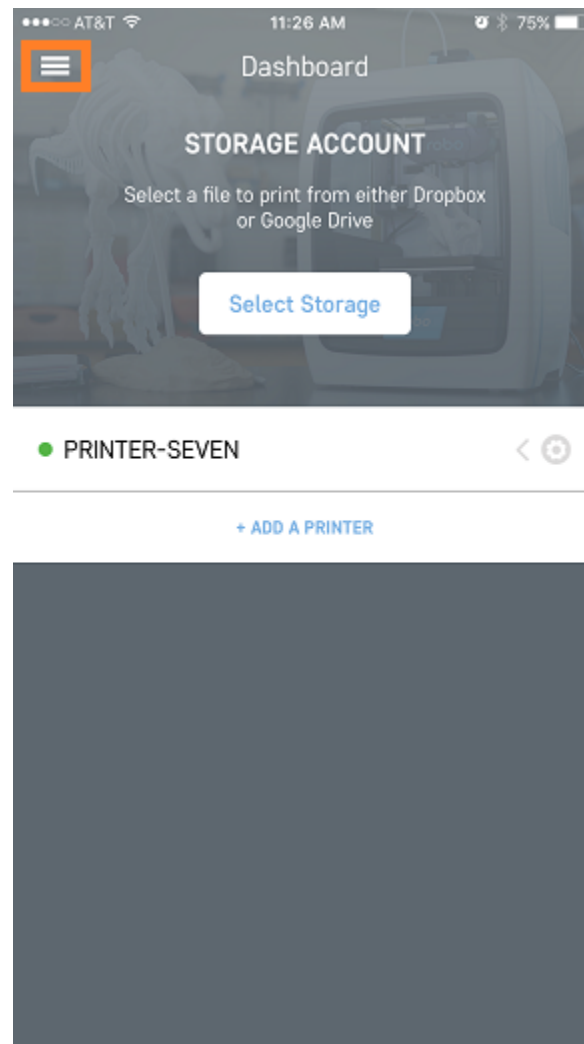 AT&T 11:26 AM 75%
Dashboard
STORAGE ACCOUNT
robo
Select a file to print from either Dropbox
or Google Drive
Select Storage
PRINTER-SEVEN
+ ADD A PRINTER